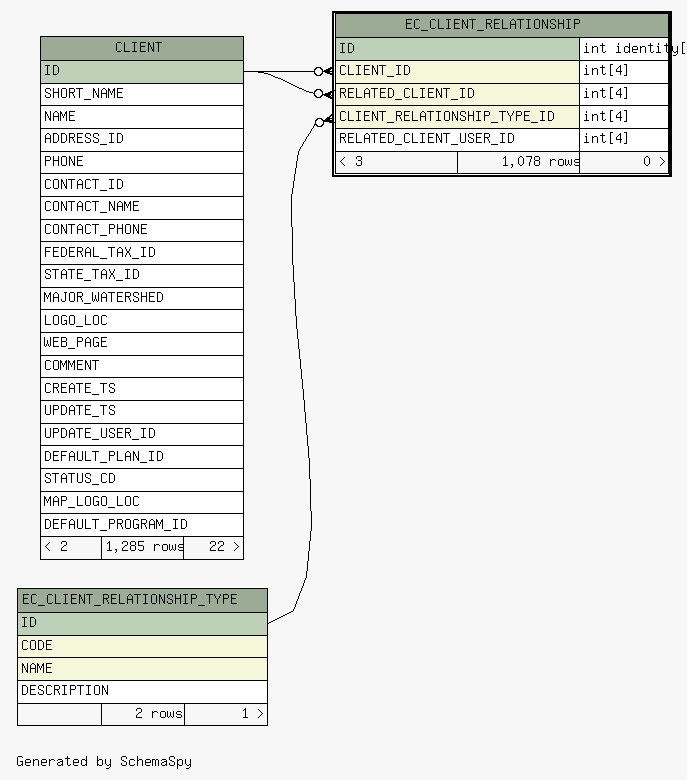 CLIENT
ID
SHORT_NAME
NAME
ADDRESS_ID
PHONE
CONTACT_ID
CONTACT_NAME
CONTACT_PHONE
FEDERAL_TAX_ID
STATE_TAX_ID
MAJOR_WATERSHED
LOGO_LOC
WEB_PAGE
COMMENT
CREATE_TS
UPDATE_TS
UPDATE_USER_ID
DEFAULT_PLAN_ID
STATUS_CD
MAP_LOGO_LOC
DEFAULT_PROGRAM_ID
< 2 1,285 rows 22 >
EC_CLIENT_RELATIONSHIP
ID int identity[
CLIENT_ID int[4]
RELATED_CLIENT_ID int[4]
CLIENT_RELATIONSHIP_TYPE_ID int[4]
RELATED_CLIENT_USER_ID int[4]
< 3 1,078 rows 0 >
EC_CLIENT_RELATIONSHIP_TYPE
ID
CODE
NAME
DESCRIPTION
2 rows 1 >
Generated by SchemaSpy